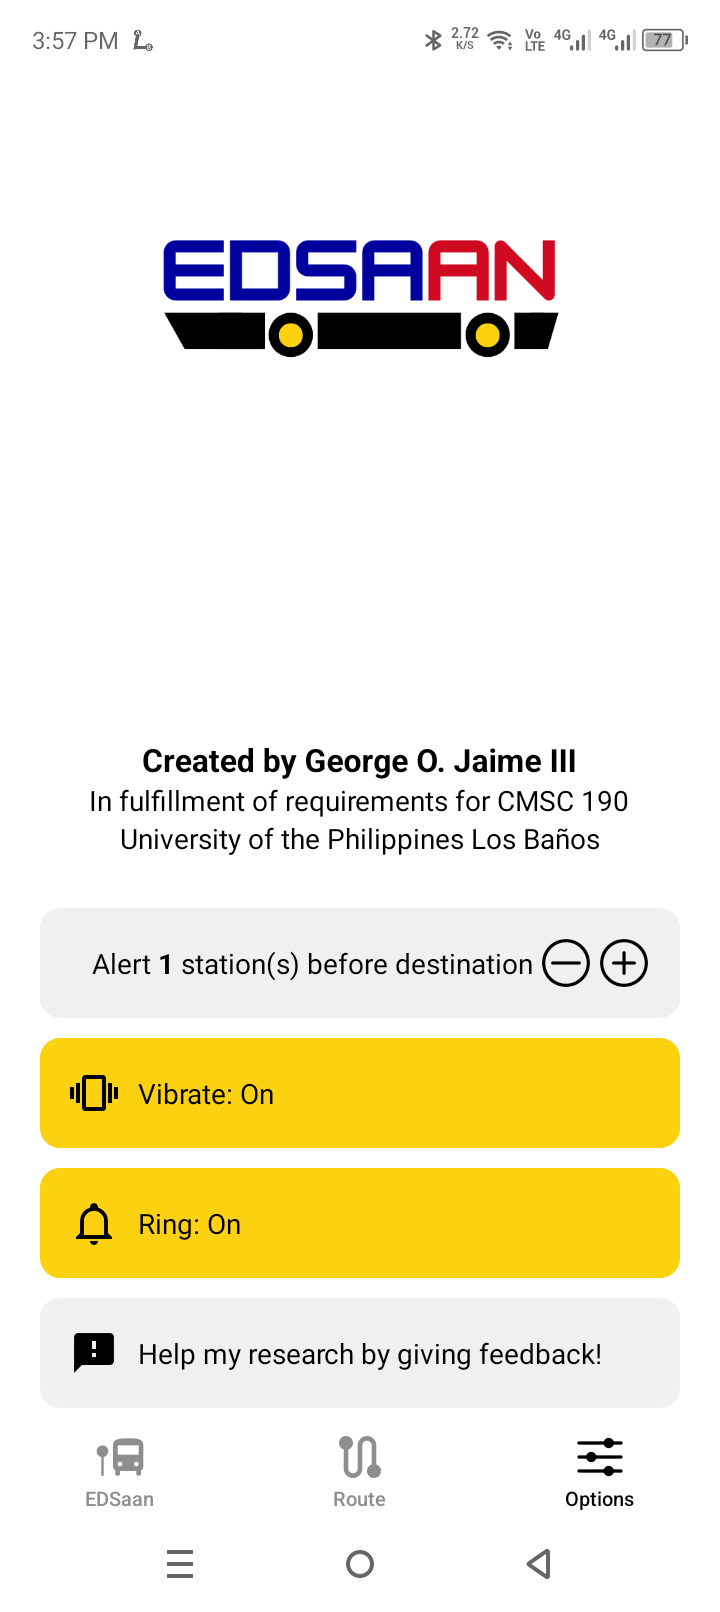 3:57 PM
2.72
K/S
Vo
LTE
4G
4G
77
EDSAAN
Created by George O. Jaime III
In fulfillment of requirements for CMSC 190
University of the Philippines Los Baños
Alert 1 station(s) before destination
Vibrate: On
Ring: On
Help my research by giving feedback!
EDSaan
Route
Options